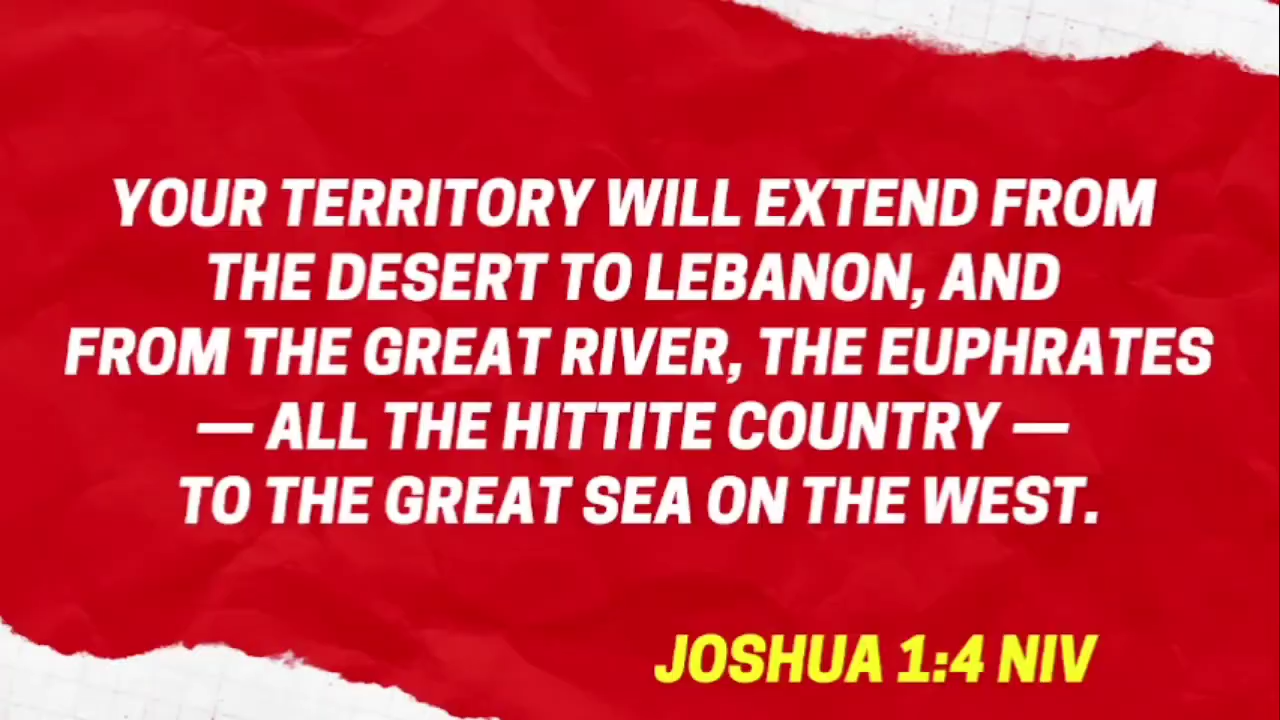 YOUR TERRITORY WILL EXTEND FROM
THE DESERT TO LEBANON, AND
FROM THE GREAT RIVER, THE EUPHRATES
— ALL THE HITTITE COUNTRY —
TO THE GREAT SEA ON THE WEST.
JOSHUA 1:4 NIV